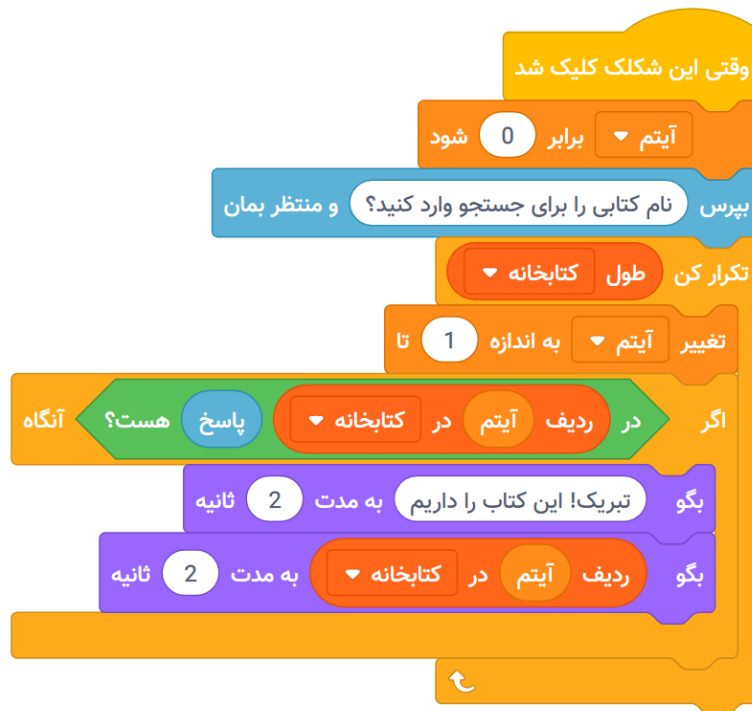 وقتی این شکلک کلیک شد
آیتم برابر 0 شود
بپرس نام کتابی را برای جستجو وارد کنید؟ و منتظر بمان
تکرار کن طول کتابخانه
تغییر آیتم به اندازه 1 تا
اگر در ردیف آیتم در کتابخانه پاسخ هست؟ آنگاه
بگو تبریک! این کتاب را داریم به مدت 2 ثانیه
بگو ردیف آیتم در کتابخانه به مدت 2 ثانیه